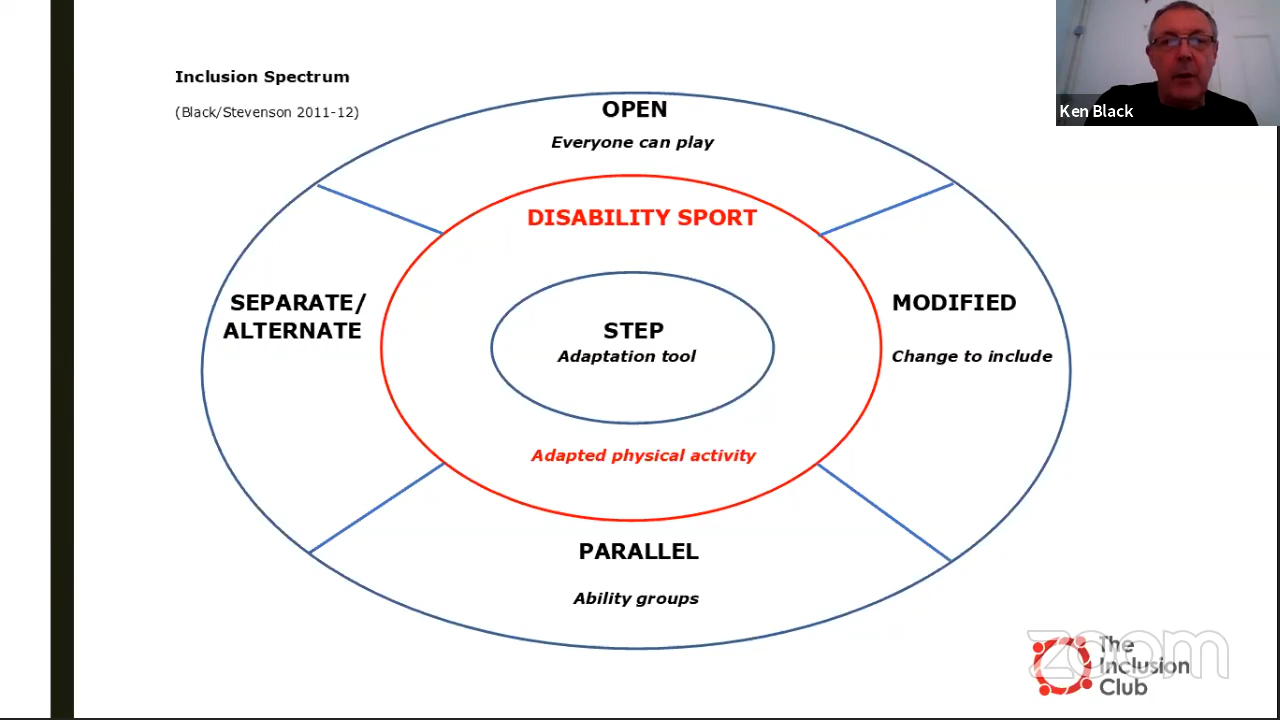 Inclusion Spectrum
(Black/Stevenson 2011-12)
OPEN
Everyone can play
DISABILITY SPORT
SEPARATE/
ALTERNATE
STEP
Adaptation tool
MODIFIED
Change to include
Adapted physical activity
PARALLEL
Ability groups
Ken Black
zoom
The
Inclusion
Club